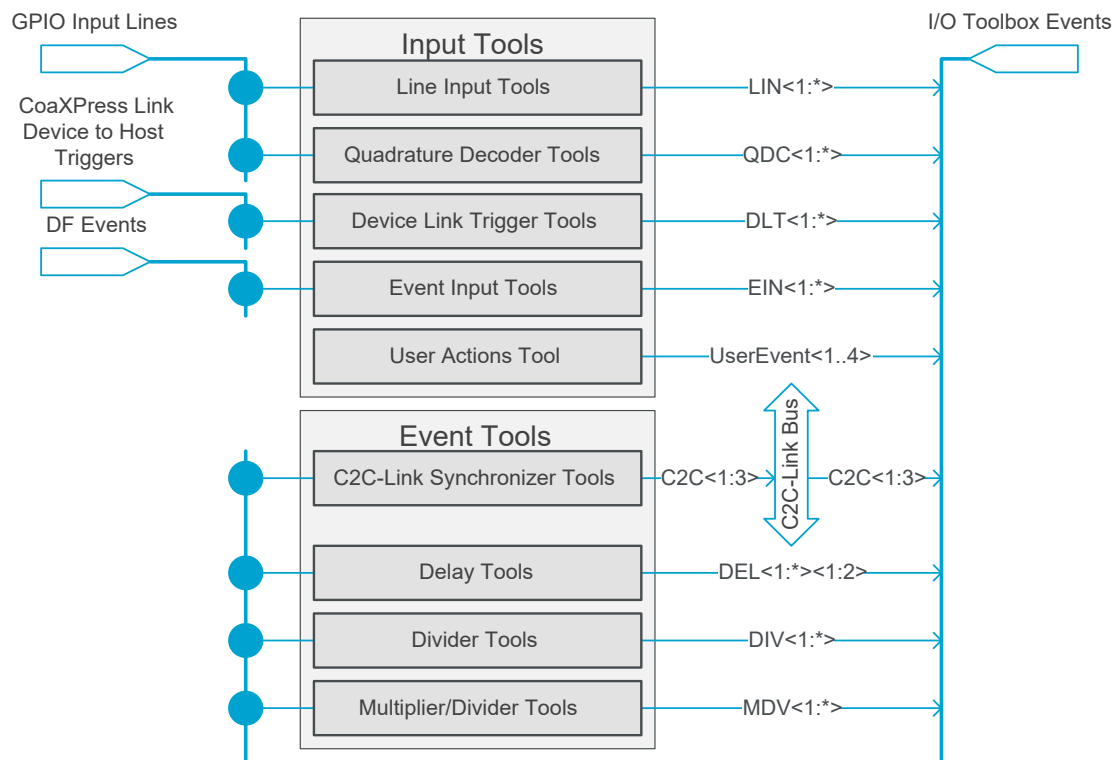 GPIO Input Lines
I/O Toolbox Events
Input Tools
Line Input Tools
LIN<1:*>
CoaXPress Link
Device to Host
Triggers
Quadrature Decoder Tools
QDC<1:*>
Device Link Trigger Tools
DLT<1:*>
DF Events
Event Input Tools
EIN<1:*>
User Actions Tool
UserEvent<1..4>
Event Tools
C2C-Link Synchronizer Tools
C2C<1:3>
C2C-Link Bus
C2C<1:3>
Delay Tools
DEL<1:*><1:2>
Divider Tools
DIV<1:*>
Multiplier/Divider Tools
MDV<1:*>